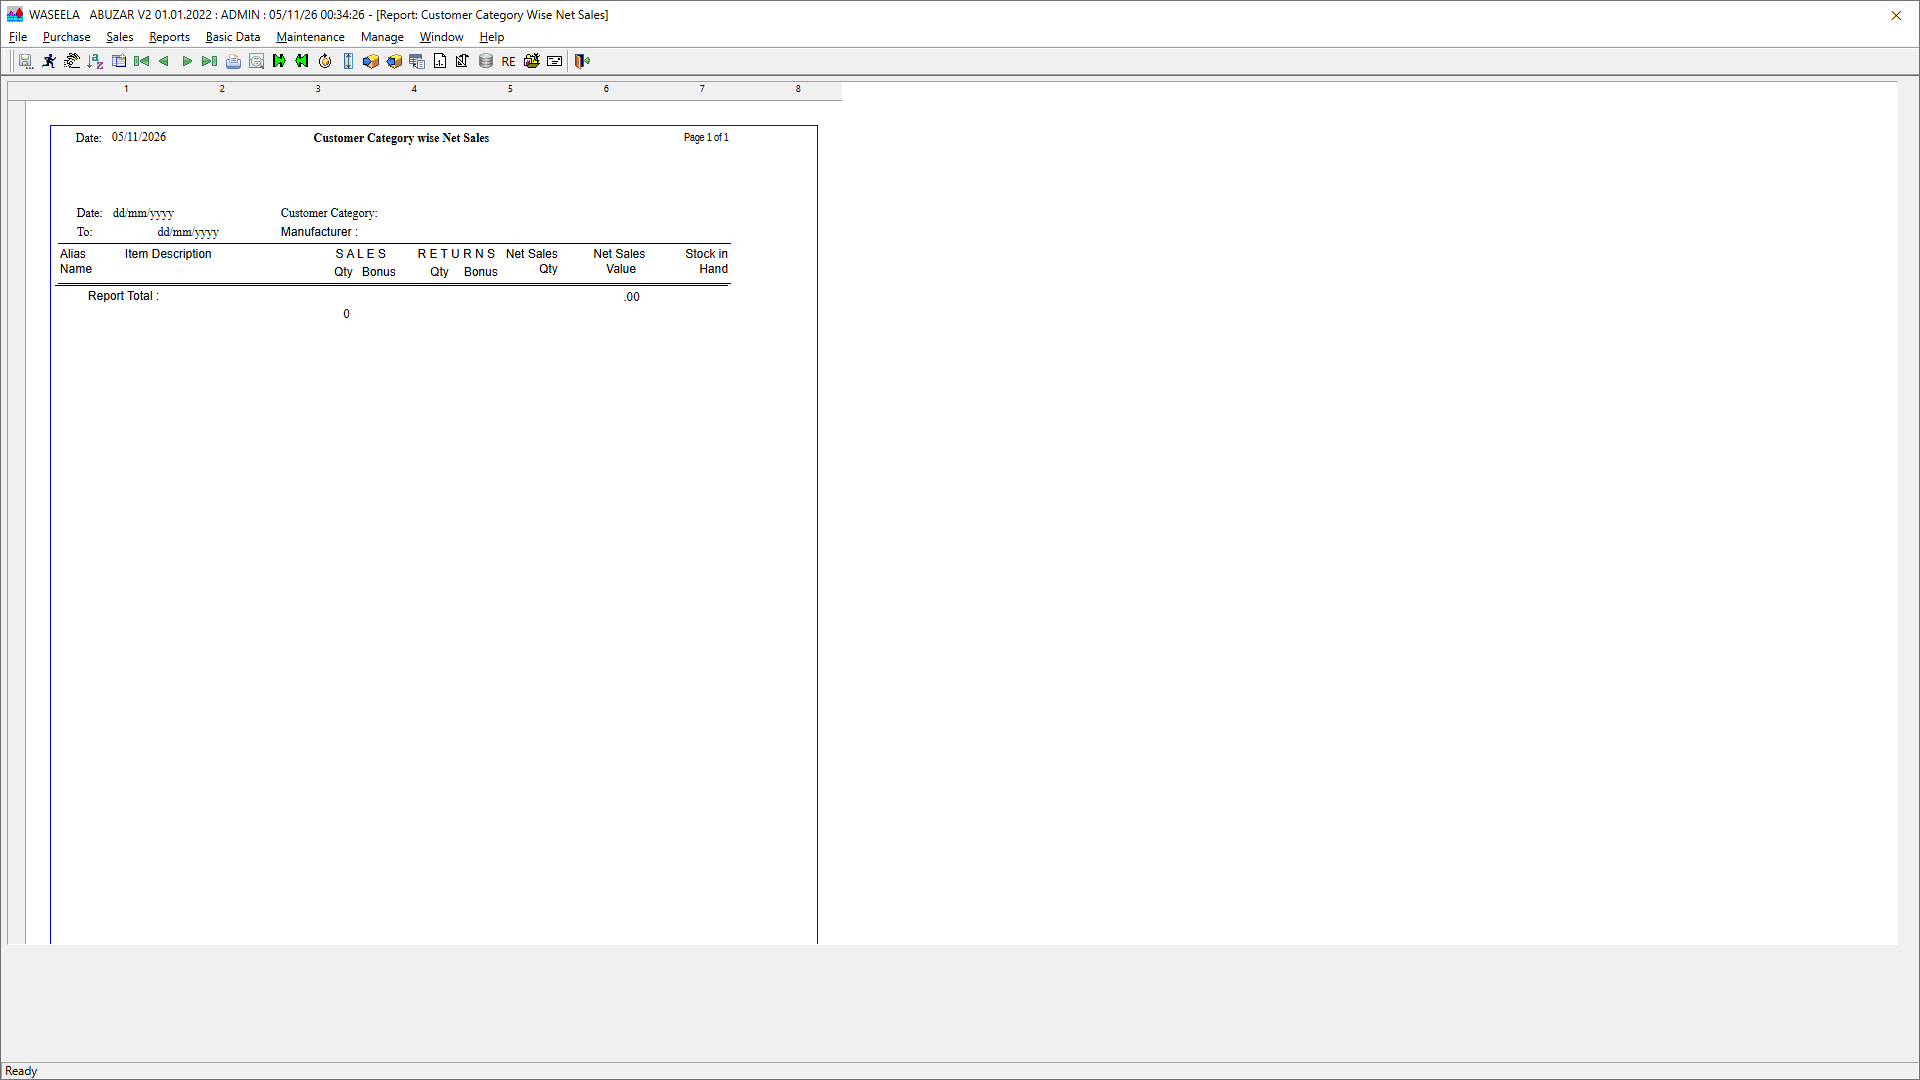 WASEELA   ABUZAR V2 01.01.2022 : ADMIN : 05/11/26 00:34:26 - [Report: Customer Category Wise Net Sales]
File Purchase Sales Reports Basic Data Maintenance Manage Window Help
RE
1 2 3 4 5 6 7 8
Date: 05/11/2026 Customer Category wise Net Sales Page 1 of 1
Date: dd/mm/yyyy Customer Category:
To: dd/mm/yyyy Manufacturer :
Alias Item Description S A L E S R E T U R N S Net Sales Net Sales Stock in
Name Qty Bonus Qty Bonus Qty Value Hand
Report Total : .00
0
Ready